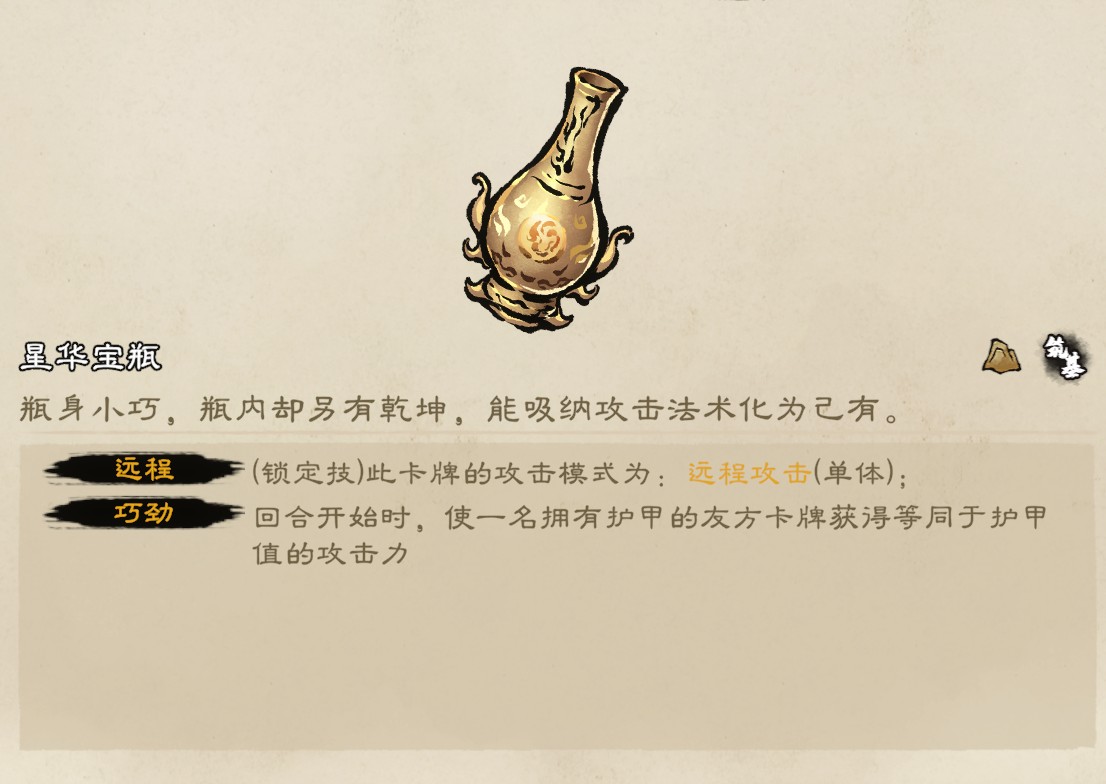 星华宝瓶
筑基
瓶身小巧，瓶内却另有乾坤，能吸纳攻击法术化为己有。
远程 (锁定技)此卡牌的攻击模式为：远程攻击(单体)；
巧劲 回合开始时，使一名拥有护甲的友方卡牌获得等同于护甲
值的攻击力